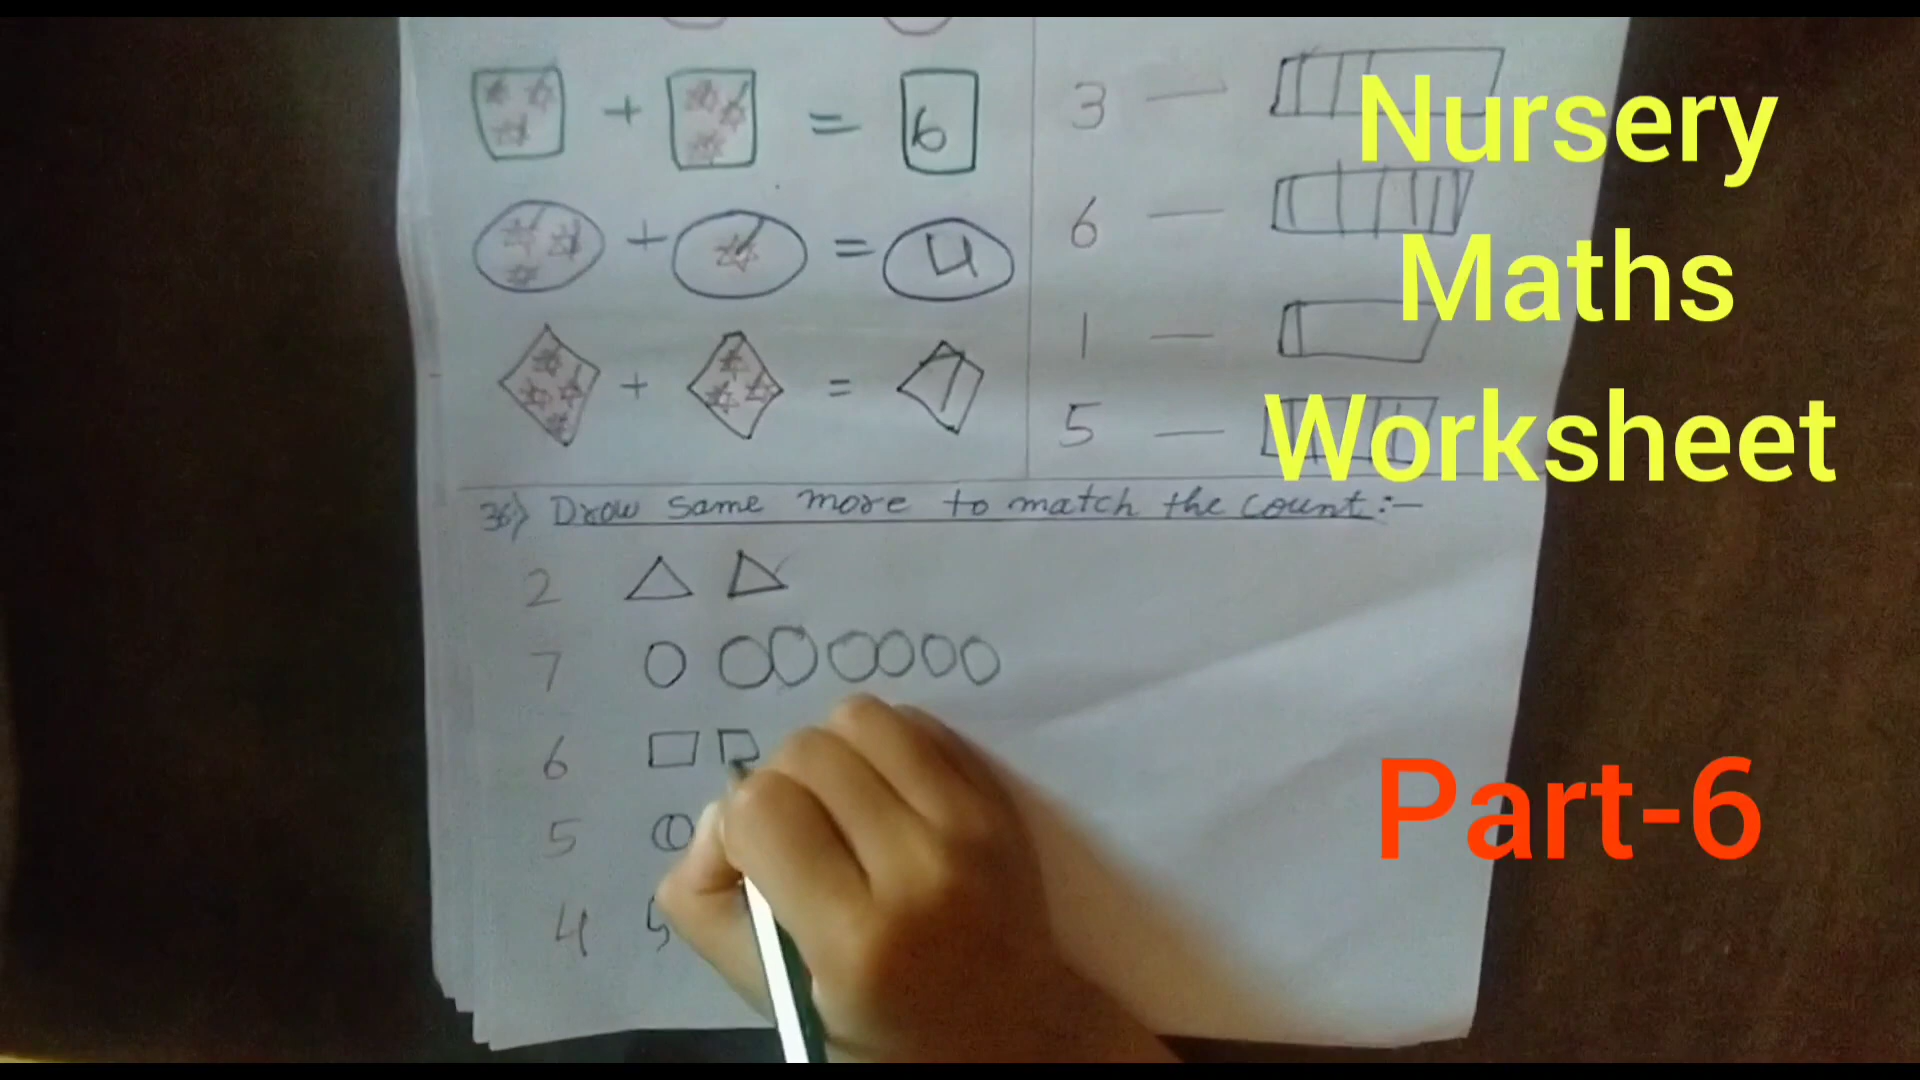 + = 6
+ = 4
+ = 7
3 —
6 —
1 —
5 —
36) Draw same more to match the count:-
2
7
6
5
4
Nursery
Maths
Worksheet
Part-6